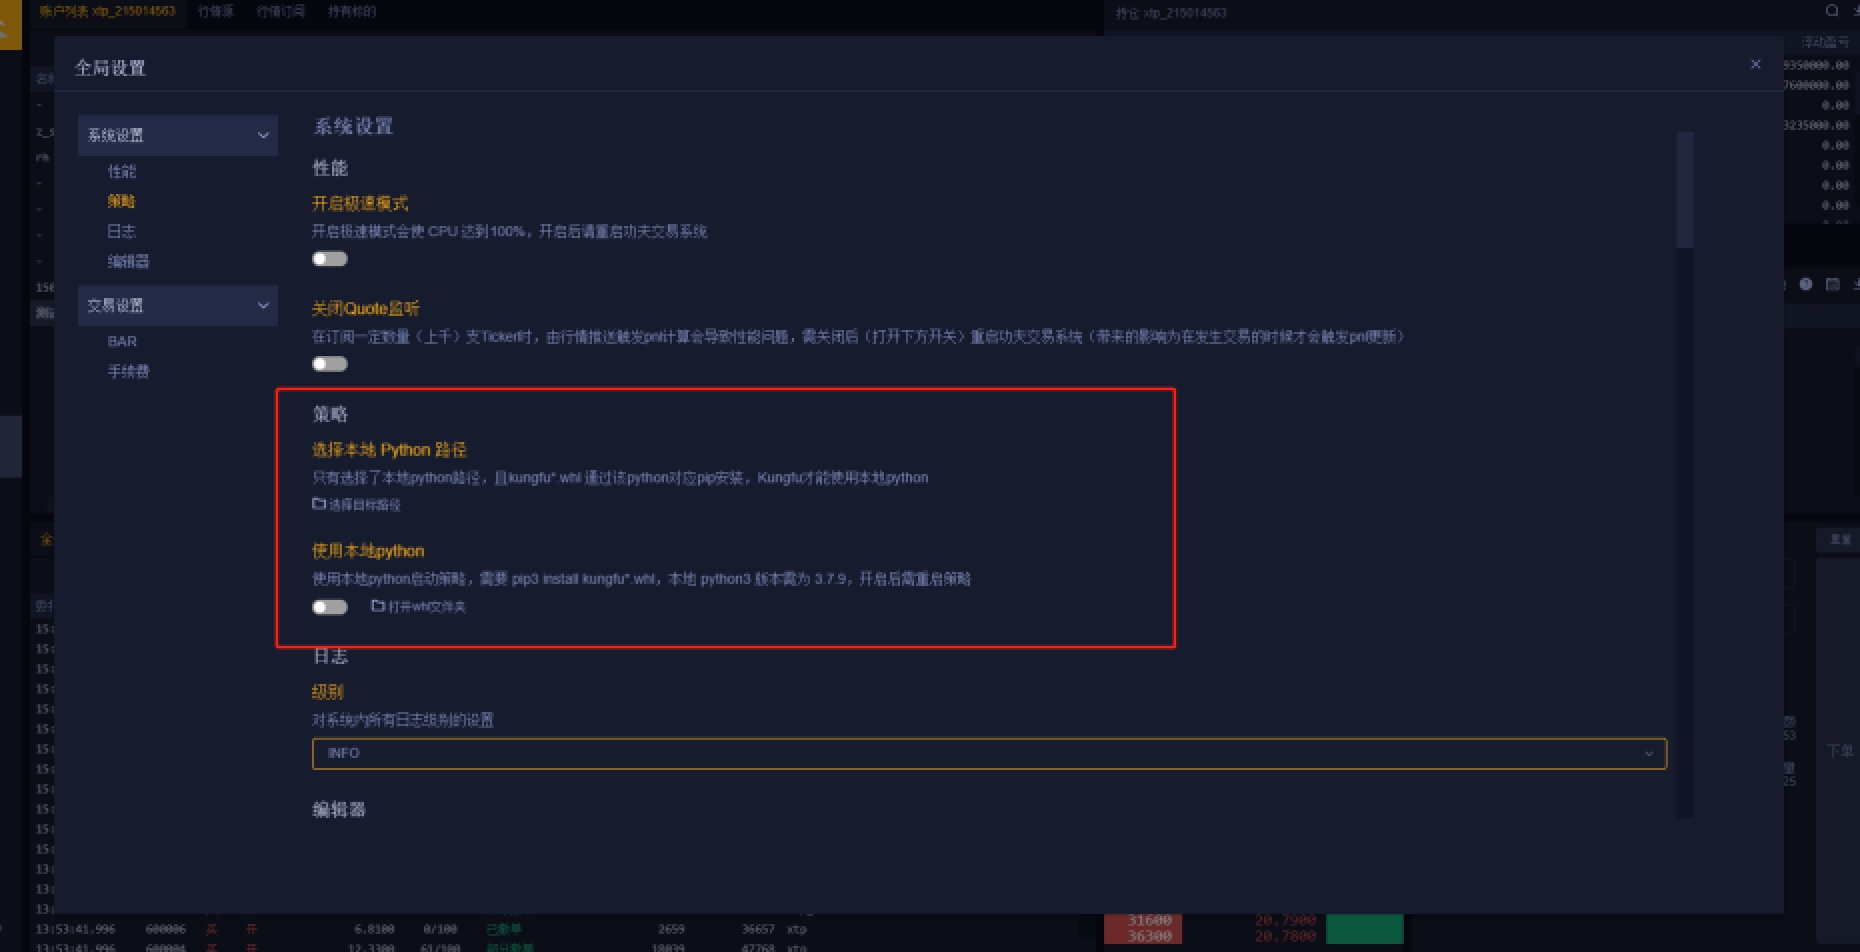 账户列表 xtp_215014563 行情源 行情订阅 持有标的
持仓 xtp_215014563
浮动盈亏
全局设置
系统设置
性能
策略
日志
编辑器
交易设置
BAR
手续费
系统设置
性能
开启极速模式
开启极速模式会使 CPU 达到100%，开启后请重启功夫交易系统
关闭Quote监听
在订阅一定数量（上千）支Ticker时，由行情推送触发pnl计算会导致性能问题，需关闭后（打开下方开关）重启功夫交易系统（带来的影响为在发生交易的时候才会触发pnl更新）
策略
选择本地 Python 路径
只有选择了本地python路径，且kungfu*.whl 通过该python对应pip安装，Kungfu才能使用本地python
选择目标路径
使用本地python
使用本地python启动策略，需要 pip3 install kungfu*.whl，本地 python3 版本需为 3.7.9，开启后需重启策略
打开whl文件夹
日志
级别
对系统内所有日志级别的设置
INFO
编辑器
9350000.00
7600000.00
0.00
3235000.00
0.00
0.00
0.00
0.00
重置
下单
13:53:41.996 600006 买 开 6.8100 0/100 已撤单 2659 36657 xtp
13:53:41.996 600004 买 开 12.3300 61/100 部分撤单 18039 47768 xtp
31600 20.7900
36300 20.7800